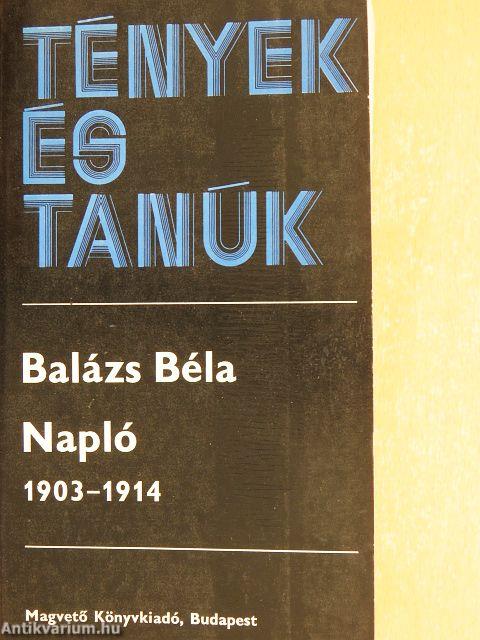 TÉNYEK
ÉS
TANÚK
Balázs Béla
Napló
1903–1914
Magvető Könyvkiadó, Budapest
Antikvarium.hu